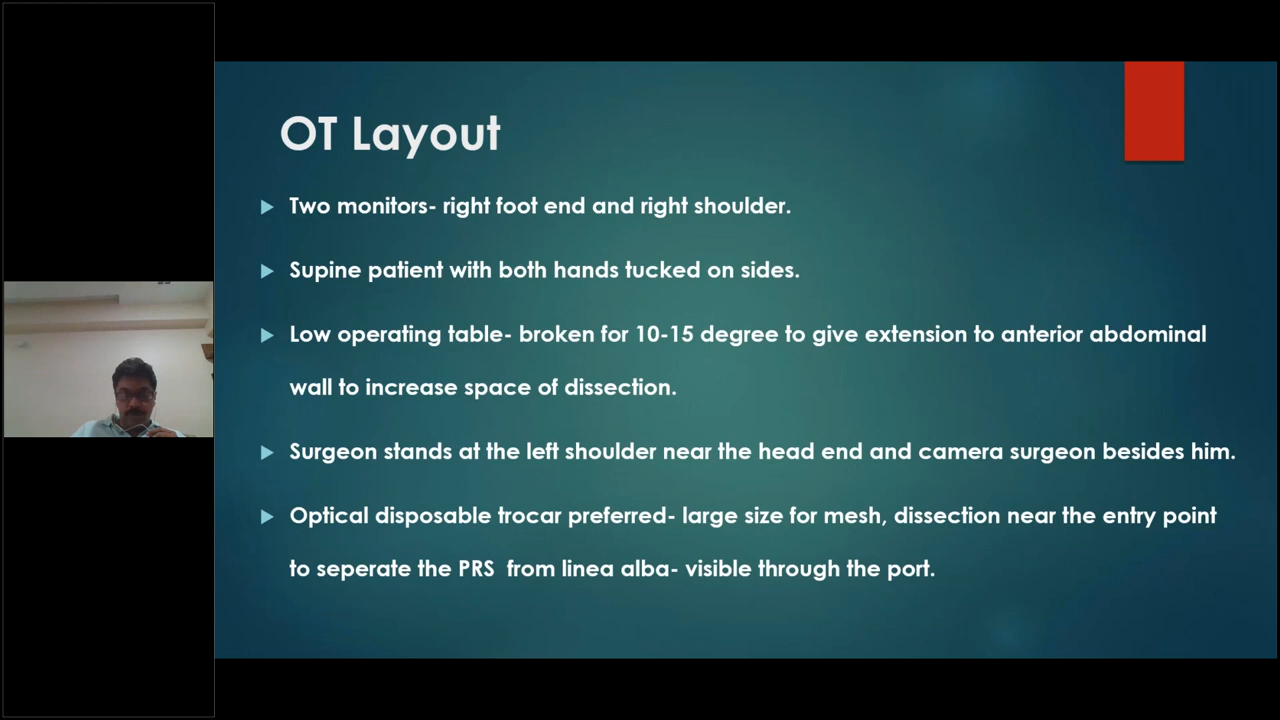 OT Layout
Two monitors- right foot end and right shoulder.
Supine patient with both hands tucked on sides.
Low operating table- broken for 10-15 degree to give extension to anterior abdominal
wall to increase space of dissection.
Surgeon stands at the left shoulder near the head end and camera surgeon besides him.
Optical disposable trocar preferred- large size for mesh, dissection near the entry point
to seperate the PRS from linea alba- visible through the port.